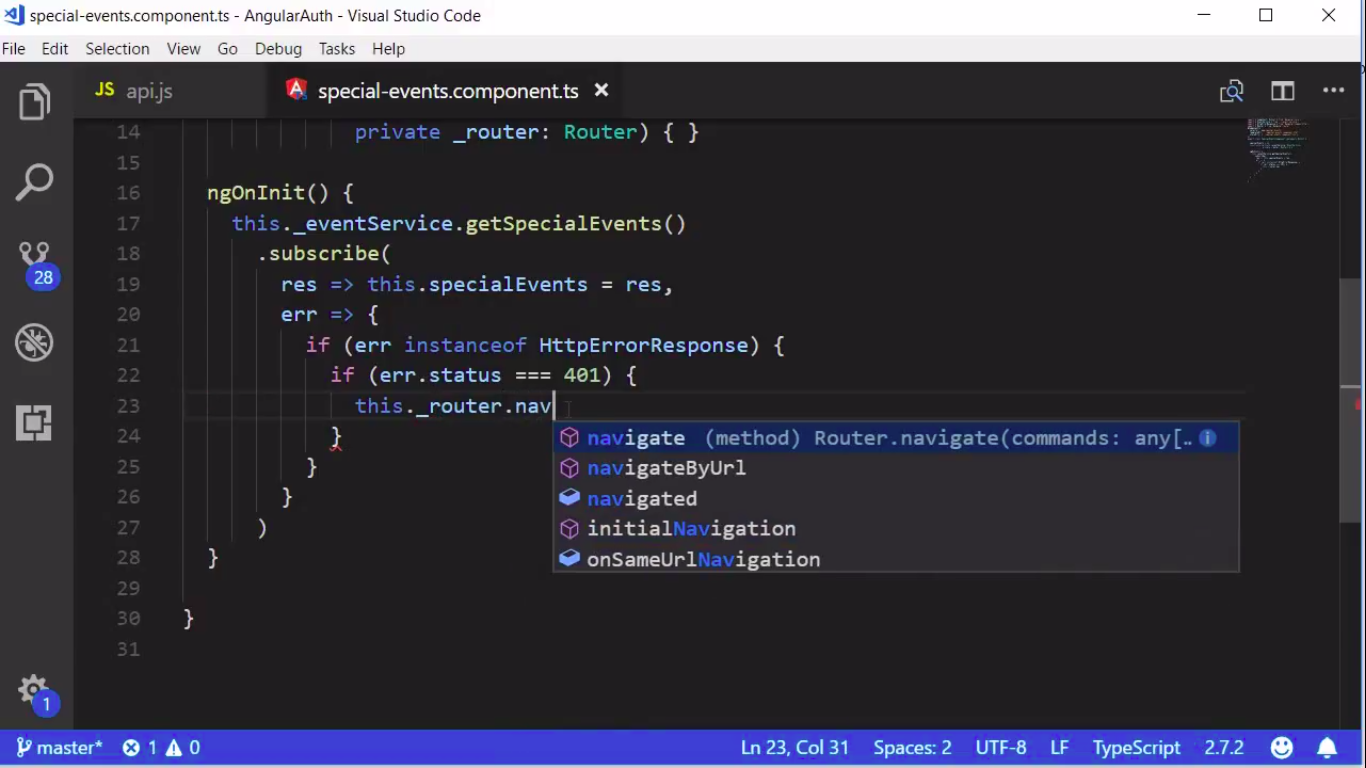 special-events.component.ts - AngularAuth - Visual Studio Code
File Edit Selection View Go Debug Tasks Help
JS api.js special-events.component.ts
14 private _router: Router) { }
15
16 ngOnInit() {
17 this._eventService.getSpecialEvents()
18 .subscribe(
19 res => this.specialEvents = res,
20 err => {
21 if (err instanceof HttpErrorResponse) {
22 if (err.status === 401) {
23 this._router.nav
navigate (method) Router.navigate(commands: any[…
24 }
navigateByUrl
25 }
navigated
26 }
initialNavigation
27 )
onSameUrlNavigation
28 }
29
30 }
31
28
1
master* 1 0 Ln 23, Col 31 Spaces: 2 UTF-8 LF TypeScript 2.7.2